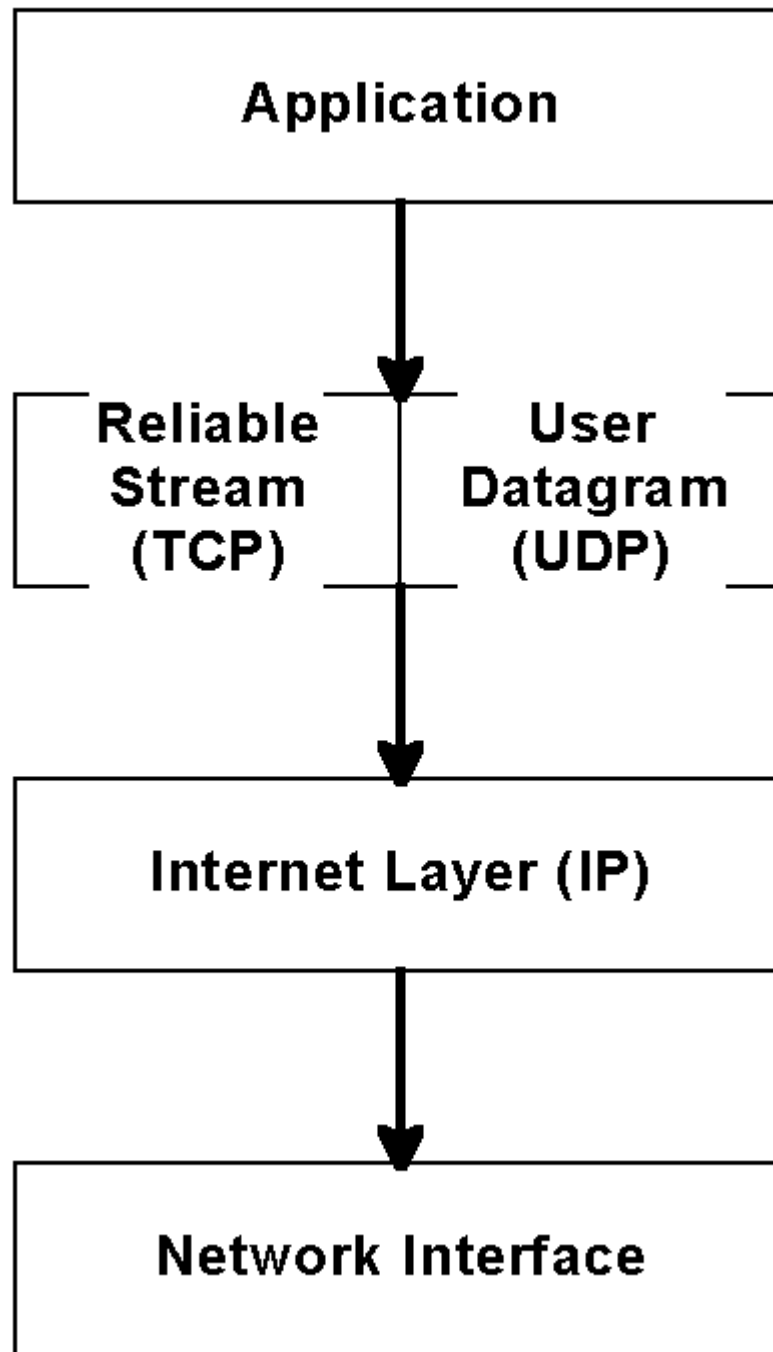 Application
Reliable
Stream
(TCP)
User
Datagram
(UDP)
Internet Layer (IP)
Network Interface